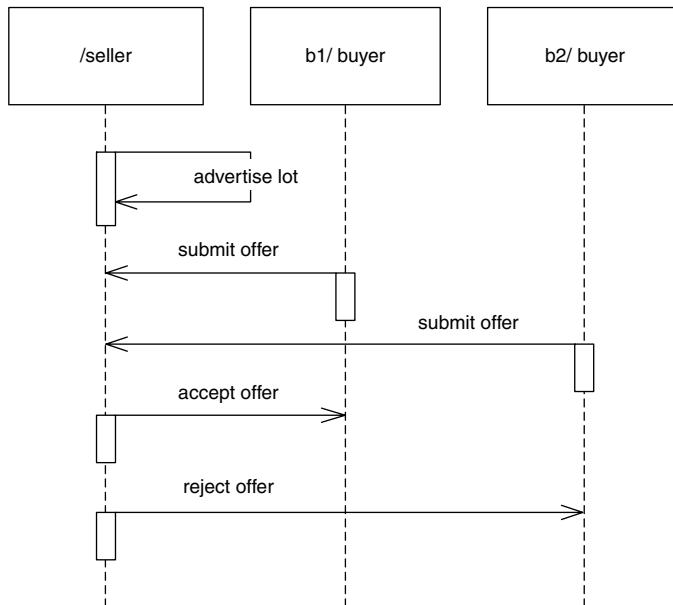 /seller
b1/ buyer
b2/ buyer
advertise lot
submit offer
submit offer
accept offer
reject offer